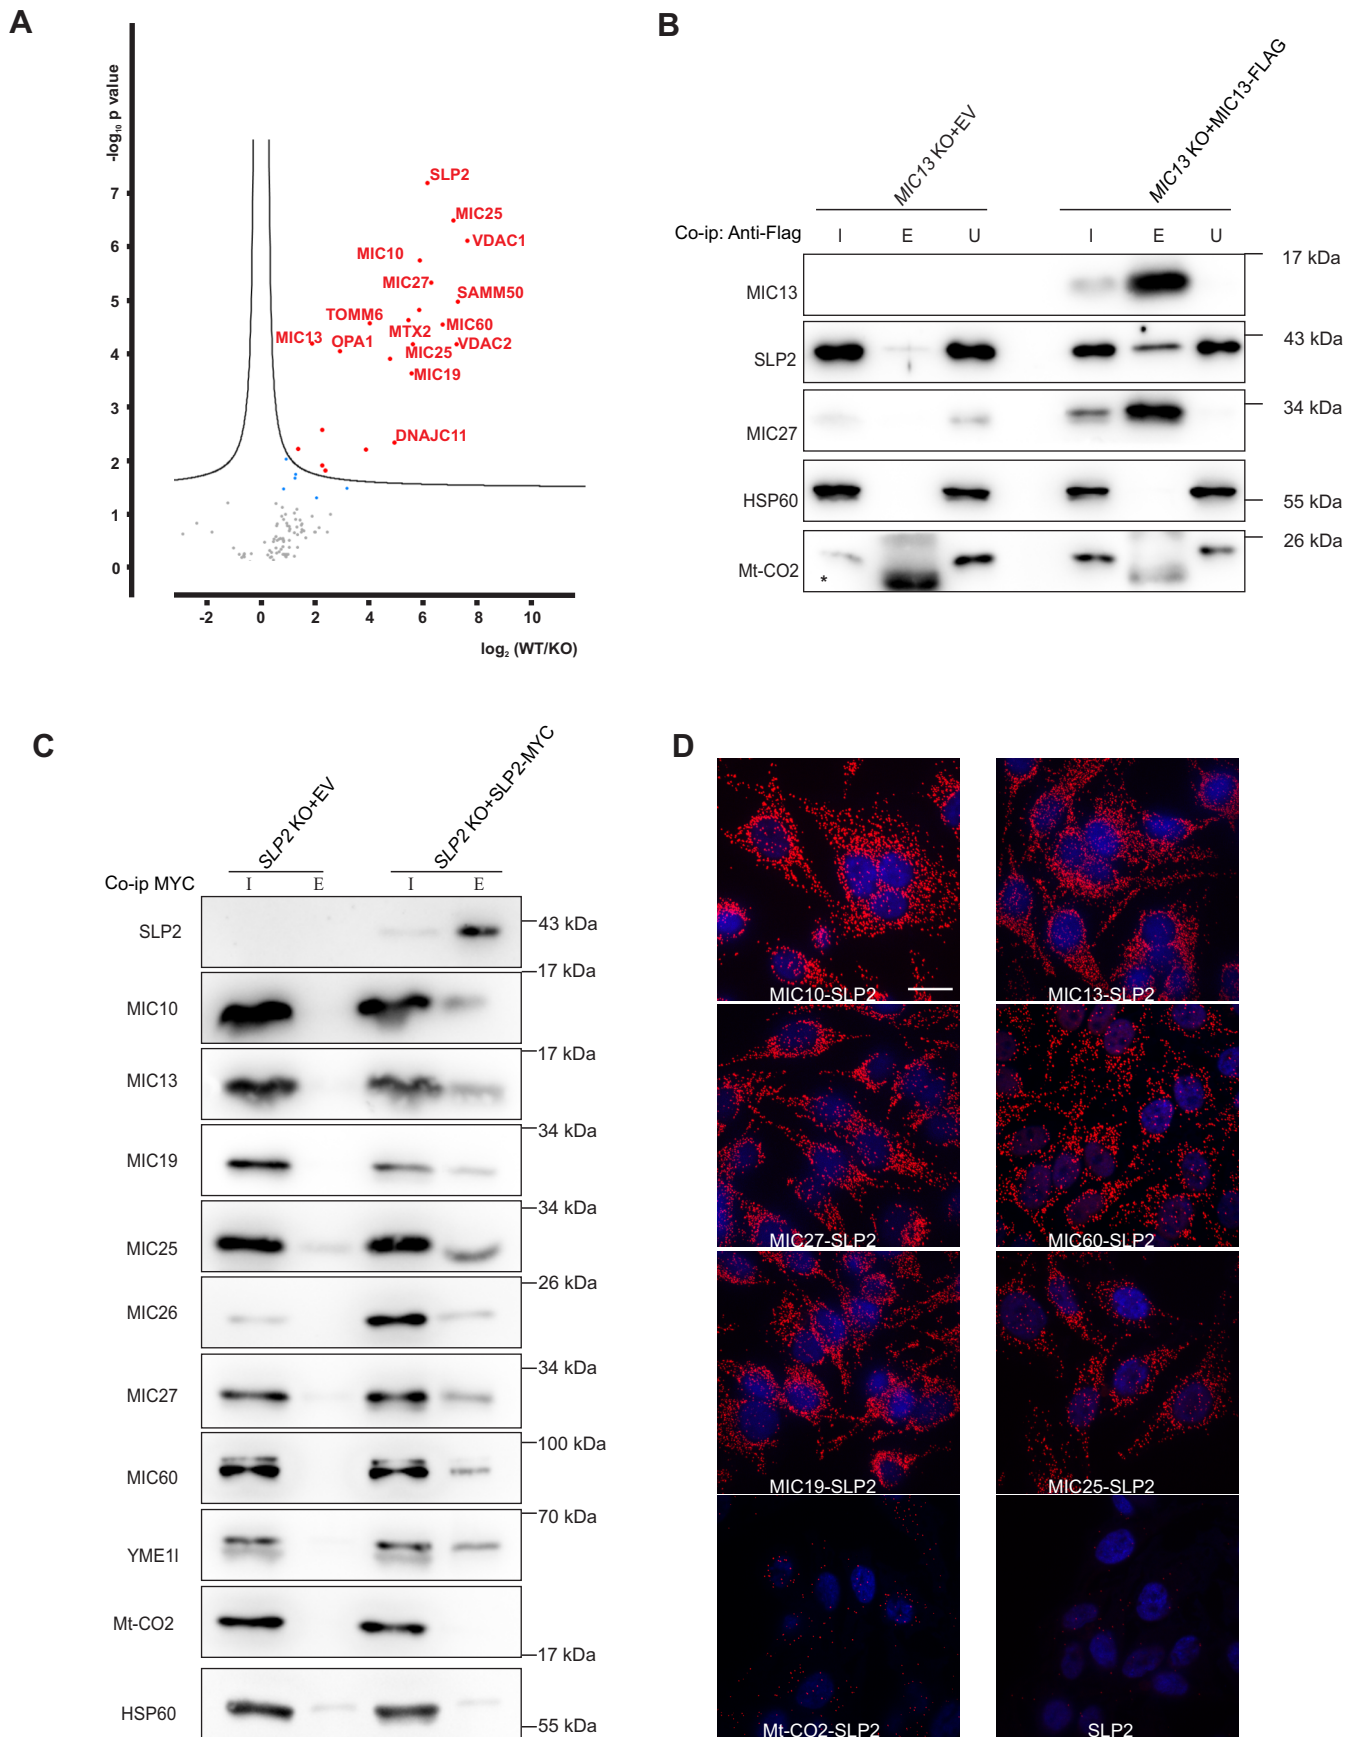 A
-log₁₀ p value
7
6
5
4
3
2
1
0
-2
0
2
4
6
8
10
log₂ (WT/KO)
SLP2
MIC25
VDAC1
MIC10
MIC27
SAMM50
TOMM6
MTX2
MIC60
MIC13
OPA1
MIC25
VDAC2
MIC19
DNAJC11
B
MIC13 KO+EV
MIC13 KO+MIC13-FLAG
Co-ip: Anti-Flag
I E U I E U
MIC13
17 kDa
SLP2
43 kDa
MIC27
34 kDa
HSP60
55 kDa
Mt-CO2
*
26 kDa
C
SLP2 KO+EV
SLP2 KO+SLP2-MYC
Co-ip MYC
I E I E
SLP2
43 kDa
MIC10
17 kDa
MIC13
17 kDa
MIC19
34 kDa
MIC25
34 kDa
MIC26
26 kDa
MIC27
34 kDa
MIC60
100 kDa
YME1l
70 kDa
Mt-CO2
17 kDa
HSP60
55 kDa
D
MIC10-SLP2
MIC13-SLP2
MIC27-SLP2
MIC60-SLP2
MIC19-SLP2
MIC25-SLP2
Mt-CO2-SLP2
SLP2